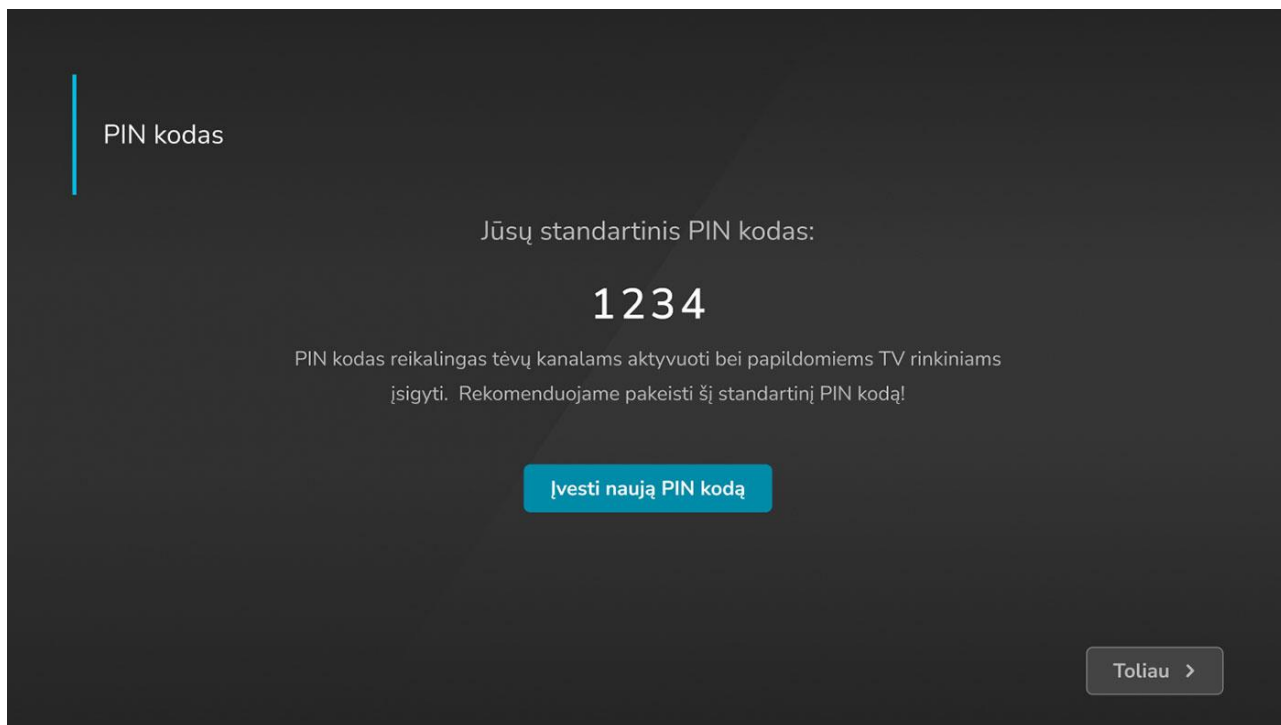 PIN kodas
Jūsų standartinis PIN kodas:
1234
PIN kodas reikalingas tėvų kanalams aktyvuoti bei papildomiems TV rinkiniams
įsigyti.  Rekomenduojame pakeisti šį standartinį PIN kodą!
Įvesti naują PIN kodą
Toliau >